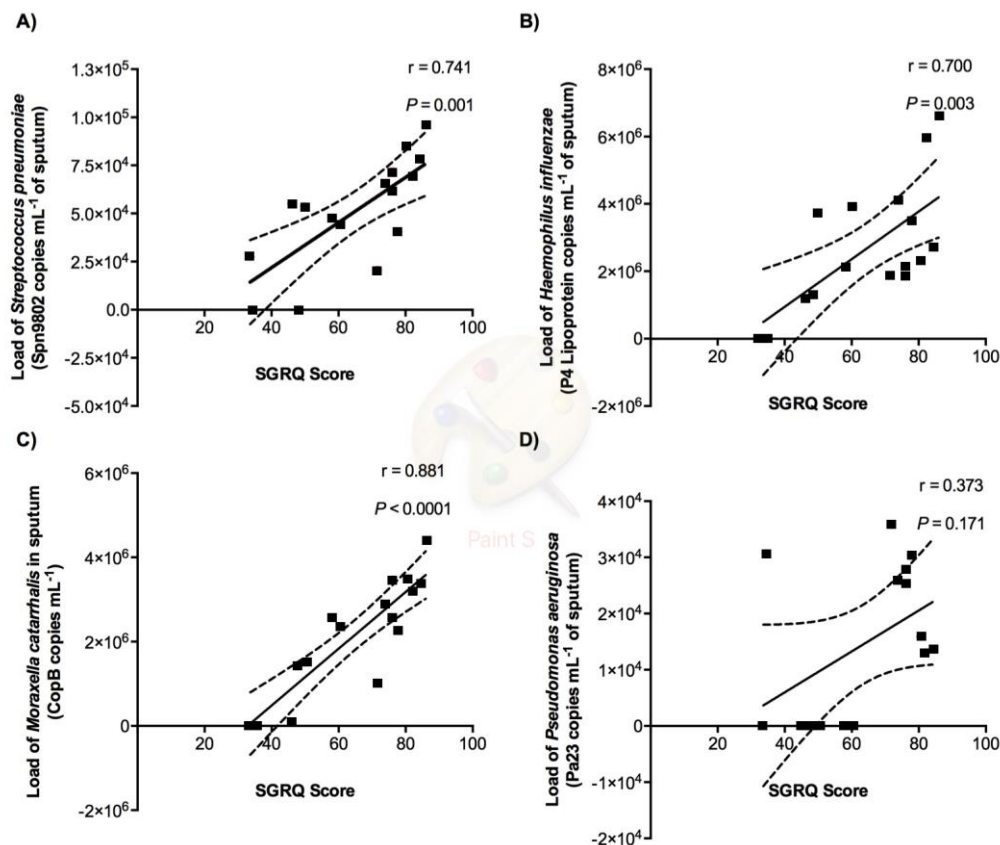 A)
Load of Streptococcus pneumoniae
(Spn9802 copies mL⁻¹ of sputum)
1.3×10⁵
1.0×10⁵
7.5×10⁴
5.0×10⁴
2.5×10⁴
0.0
-2.5×10⁴
-5.0×10⁴
r = 0.741
P = 0.001
20 40 60 80 100
SGRQ Score
B)
Load of Haemophilus influenzae
(P4 Lipoprotein copies mL⁻¹ of sputum)
8×10⁶
6×10⁶
4×10⁶
2×10⁶
0
-2×10⁶
r = 0.700
P = 0.003
20 40 60 80 100
SGRQ Score
C)
Load of Moraxella catarrhalis in sputum
(CopB copies mL⁻¹)
6×10⁶
4×10⁶
2×10⁶
0
-2×10⁶
r = 0.881
P < 0.0001
20 40 60 80 100
SGRQ Score
D)
Load of Pseudomonas aeruginosa
(Pa23 copies mL⁻¹ of sputum)
4×10⁴
3×10⁴
2×10⁴
1×10⁴
0
-1×10⁴
-2×10⁴
r = 0.373
P = 0.171
20 40 60 80 100
SGRQ Score
Paint S